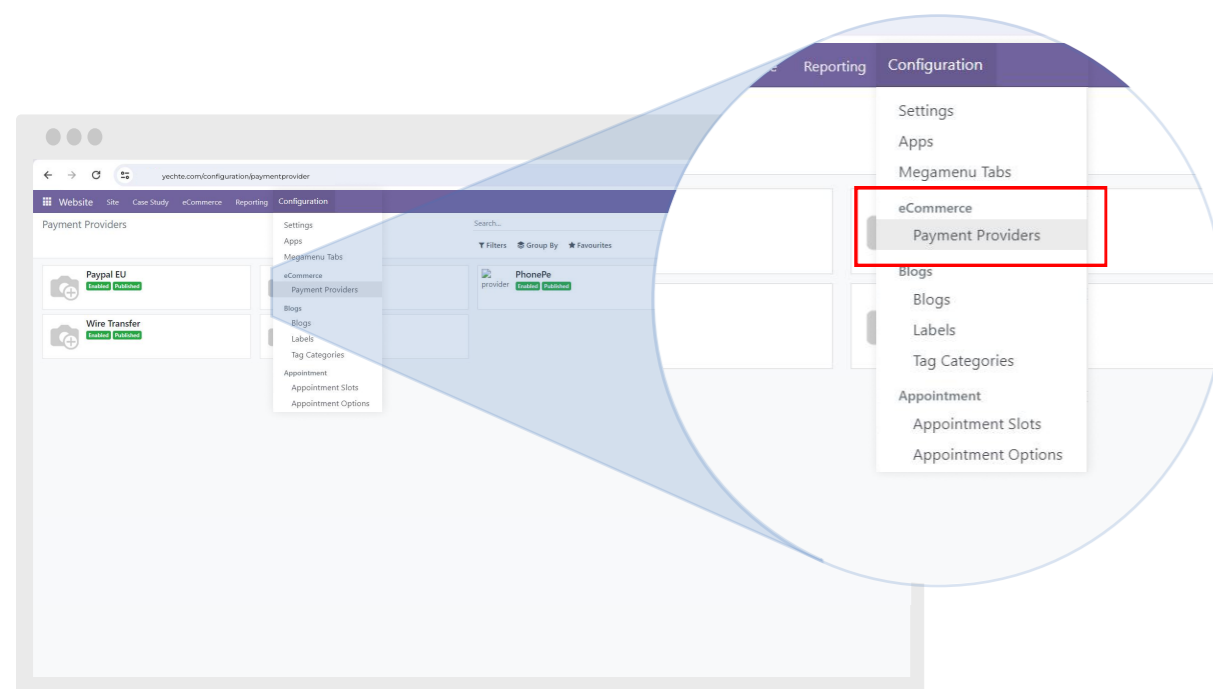 yechte.com/configuration/paymentprovider
Website Site Case Study eCommerce Reporting Configuration
Payment Providers
Search...
Filters Group By Favourites
Settings
Apps
Megamenu Tabs
eCommerce
Payment Providers
Blogs
Blogs
Labels
Tag Categories
Appointment
Appointment Slots
Appointment Options
Paypal EU
Enabled Published
PhonePe
provider Enabled Published
Wire Transfer
Enabled Published
Reporting Configuration
Settings
Apps
Megamenu Tabs
eCommerce
Payment Providers
Blogs
Blogs
Labels
Tag Categories
Appointment
Appointment Slots
Appointment Options